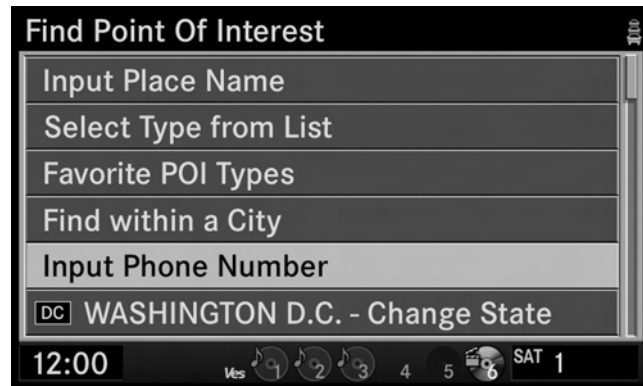 Find Point Of Interest
Input Place Name
Select Type from List
Favorite POI Types
Find within a City
Input Phone Number
DC WASHINGTON D.C. - Change State
12:00 Ves 1 2 3 4 5 6 SAT 1